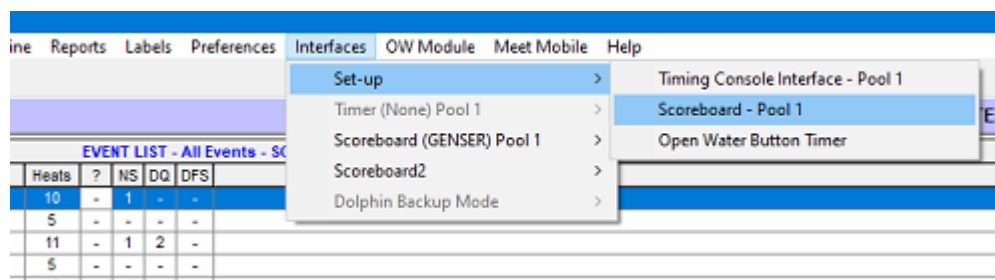 ine Reports Labels Preferences Interfaces OW Module Meet Mobile Help
Set-up > Timing Console Interface - Pool 1
Timer (None) Pool 1 > Scoreboard - Pool 1
Scoreboard (GENSER) Pool 1 > Open Water Button Timer
Scoreboard2 >
Dolphin Backup Mode >
TE
EVENT LIST - All Events - SC
Heats ? NS DQ DFS
10 - 1 - -
5 - - - -
11 - 1 2 -
5 - - - -